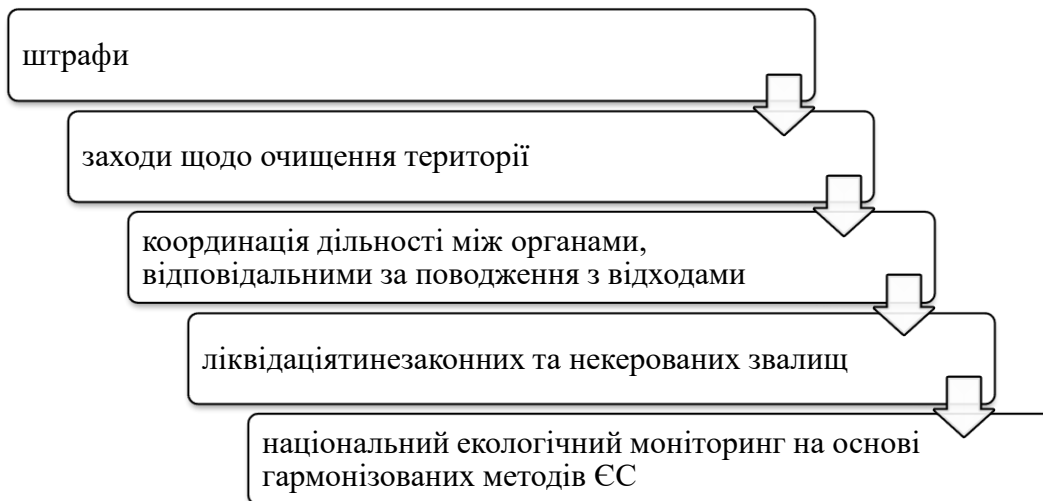 штрафи
заходи щодо очищення території
координація дільності між органами,
відповідальними за поводження з відходами
ліквідаціятинезаконних та некерованих звалищ
національний екологічний моніторинг на основі
гармонізованих методів ЄС